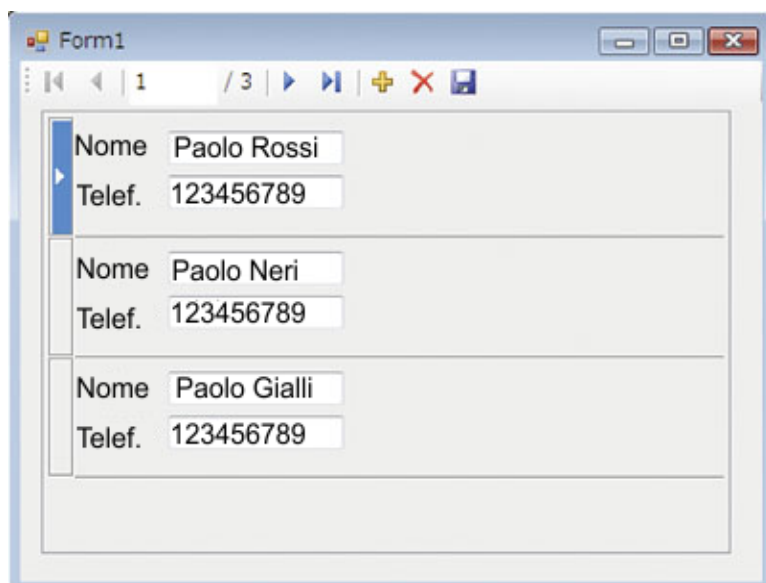 Form1
1 / 3
Nome Paolo Rossi
Telef. 123456789
Nome Paolo Neri
Telef. 123456789
Nome Paolo Gialli
Telef. 123456789